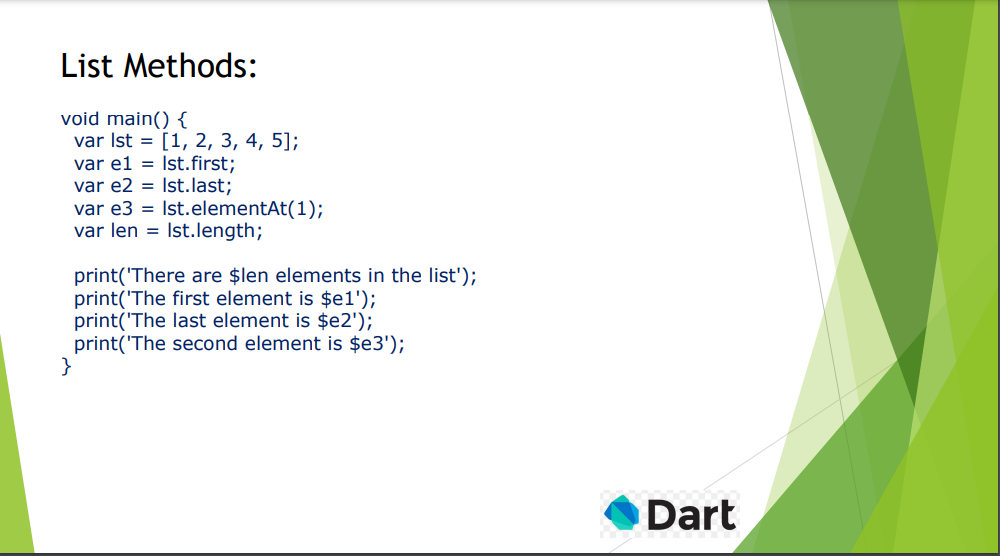 List Methods:
void main() {
var lst = [1, 2, 3, 4, 5];
var e1 = lst.first;
var e2 = lst.last;
var e3 = lst.elementAt(1);
var len = lst.length;
print('There are $len elements in the list');
print('The first element is $e1');
print('The last element is $e2');
print('The second element is $e3');
}
Dart